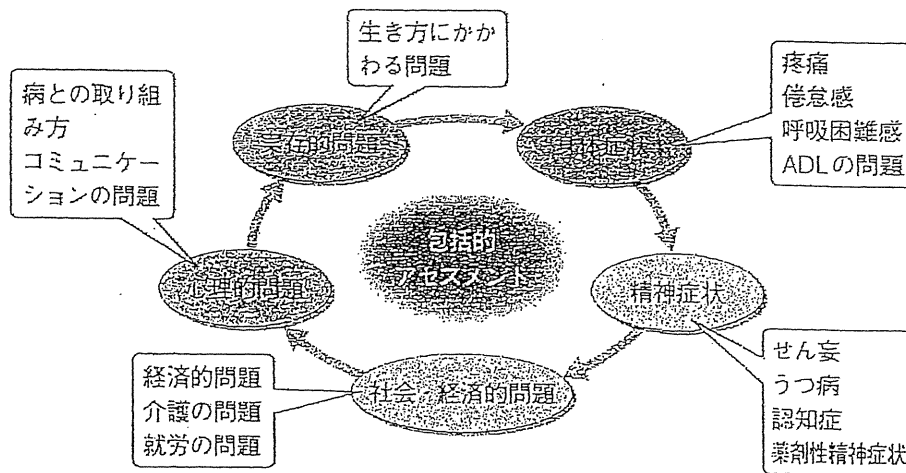 生き方にかか
わる問題
病との取り組
み方
コミュニケー
ションの問題
疼痛
倦怠感
呼吸困難感
ADLの問題
実存的問題
身体症状
包括的
アセスメント
心理的問題
精神症状
社会 経済的問題
経済的問題
介護の問題
就労の問題
せん妄
うつ病
認知症
薬剤性精神症状